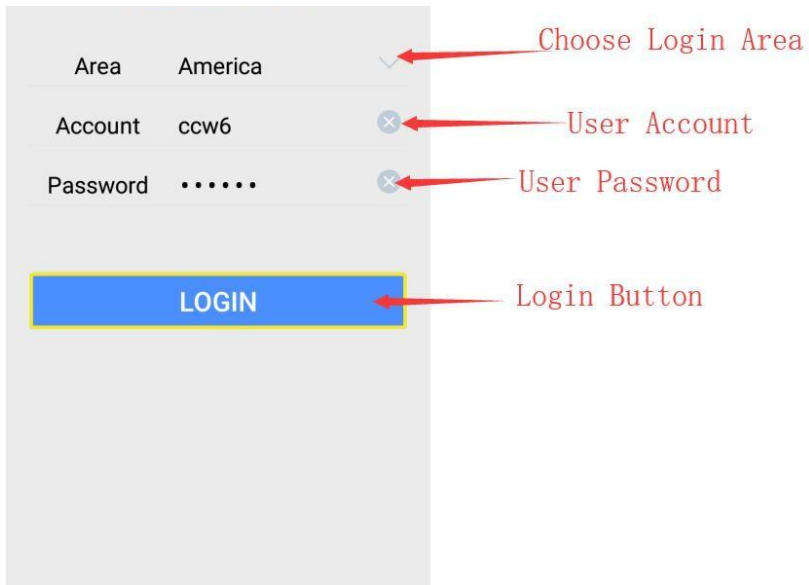 Choose Login Area
Area America
Account ccw6 User Account
Password •••••• User Password
LOGIN Login Button